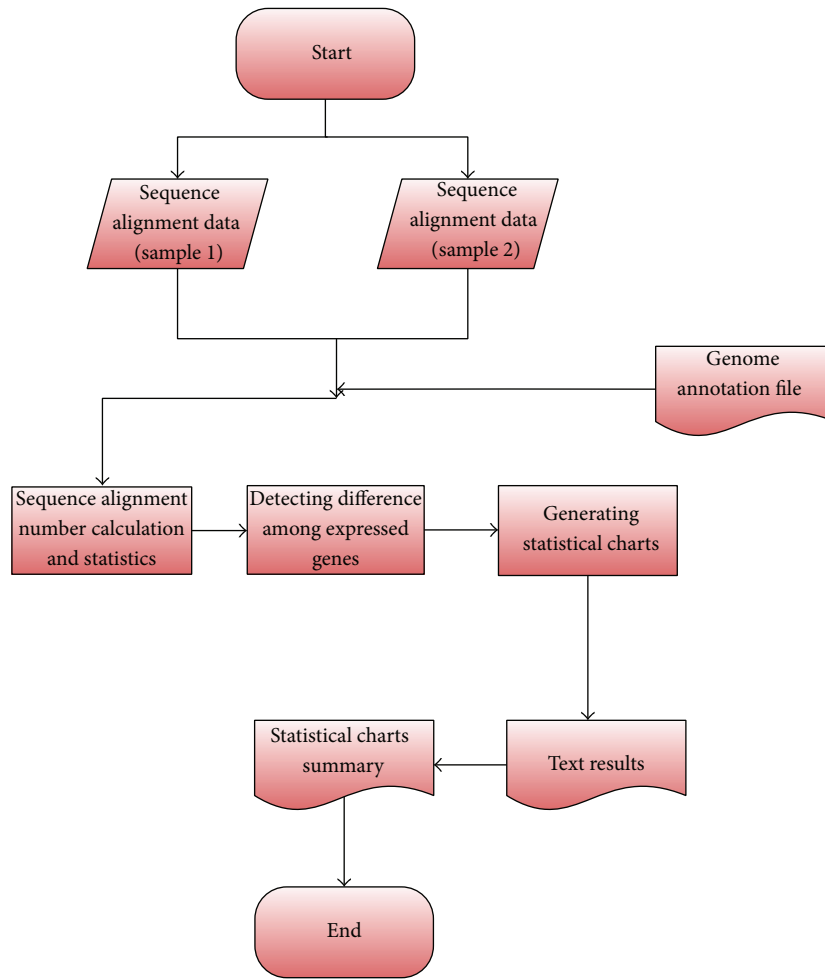 Start
Sequence
alignment data
(sample 1)
Sequence
alignment data
(sample 2)
Genome
annotation file
Sequence alignment
number calculation
and statistics
Detecting difference
among expressed
genes
Generating
statistical charts
Statistical charts
summary
Text results
End